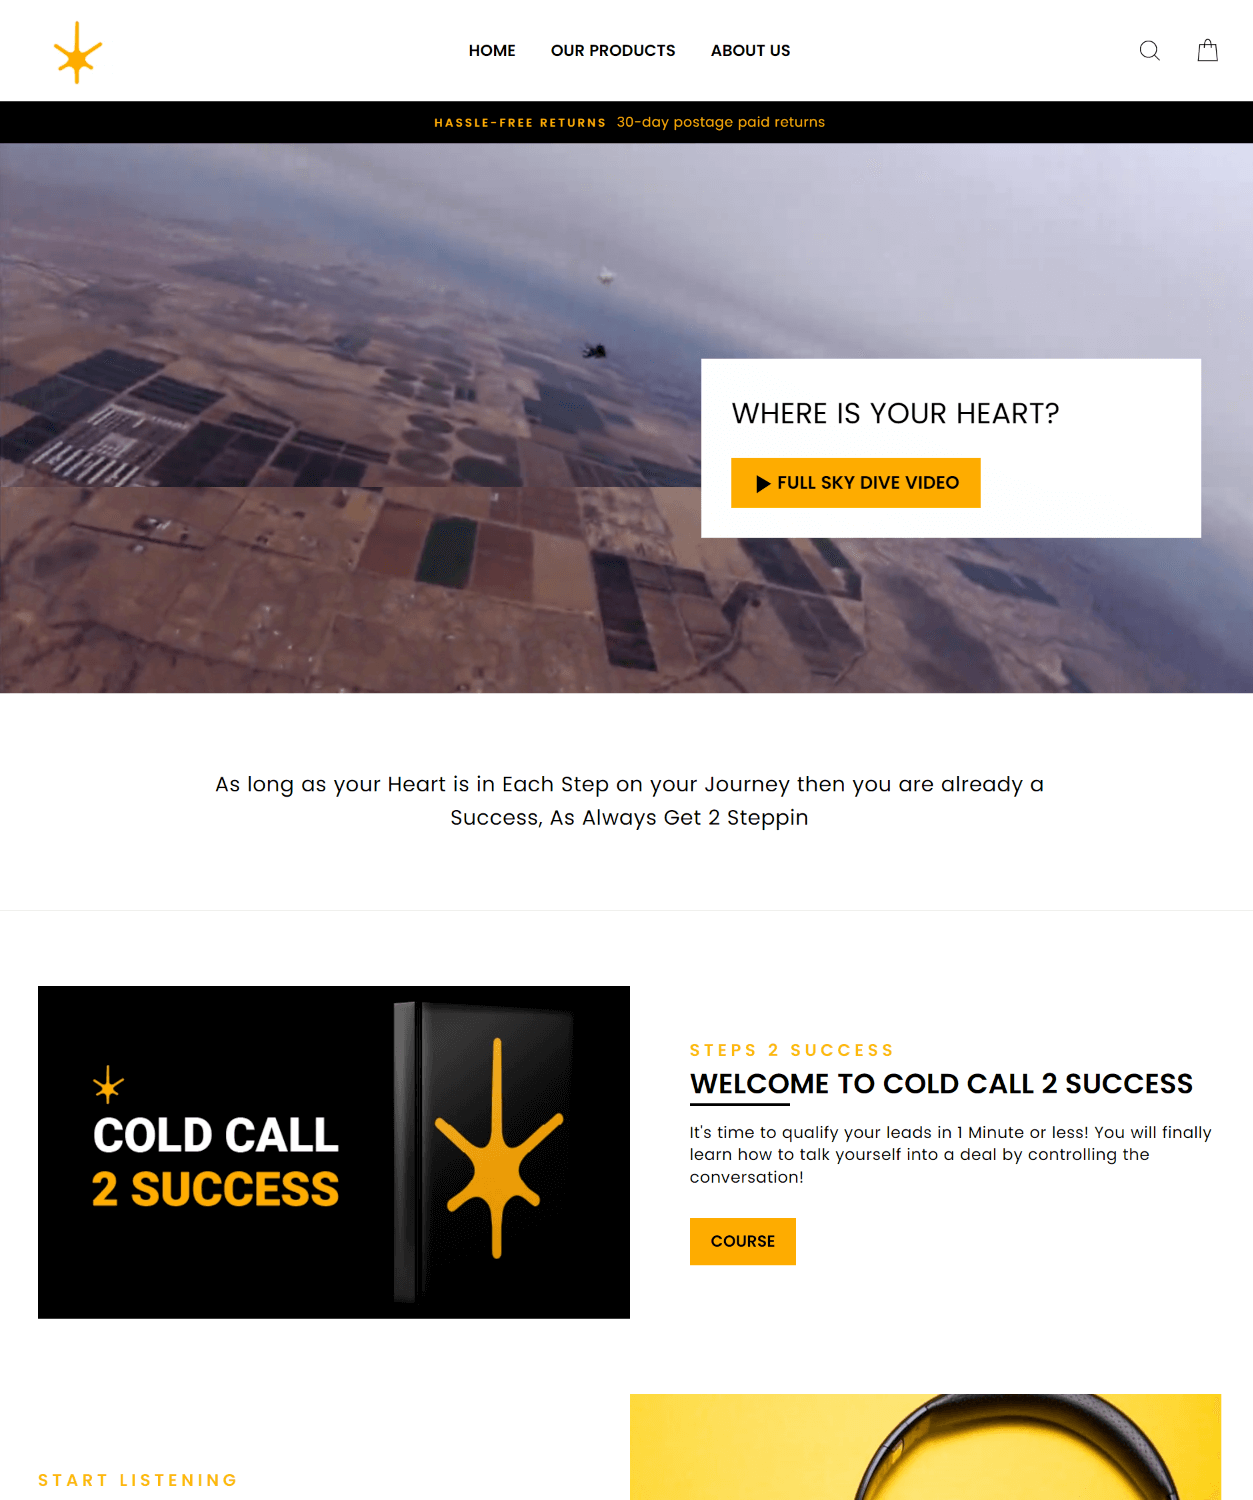 HOME OUR PRODUCTS ABOUT US
HASSLE-FREE RETURNS 30-day postage paid returns
WHERE IS YOUR HEART?
FULL SKY DIVE VIDEO
As long as your Heart is in Each Step on your Journey then you are already a
Success, As Always Get 2 Steppin
COLD CALL
2 SUCCESS
STEPS 2 SUCCESS
WELCOME TO COLD CALL 2 SUCCESS
It's time to qualify your leads in 1 Minute or less! You will finally
learn how to talk yourself into a deal by controlling the
conversation!
COURSE
START LISTENING